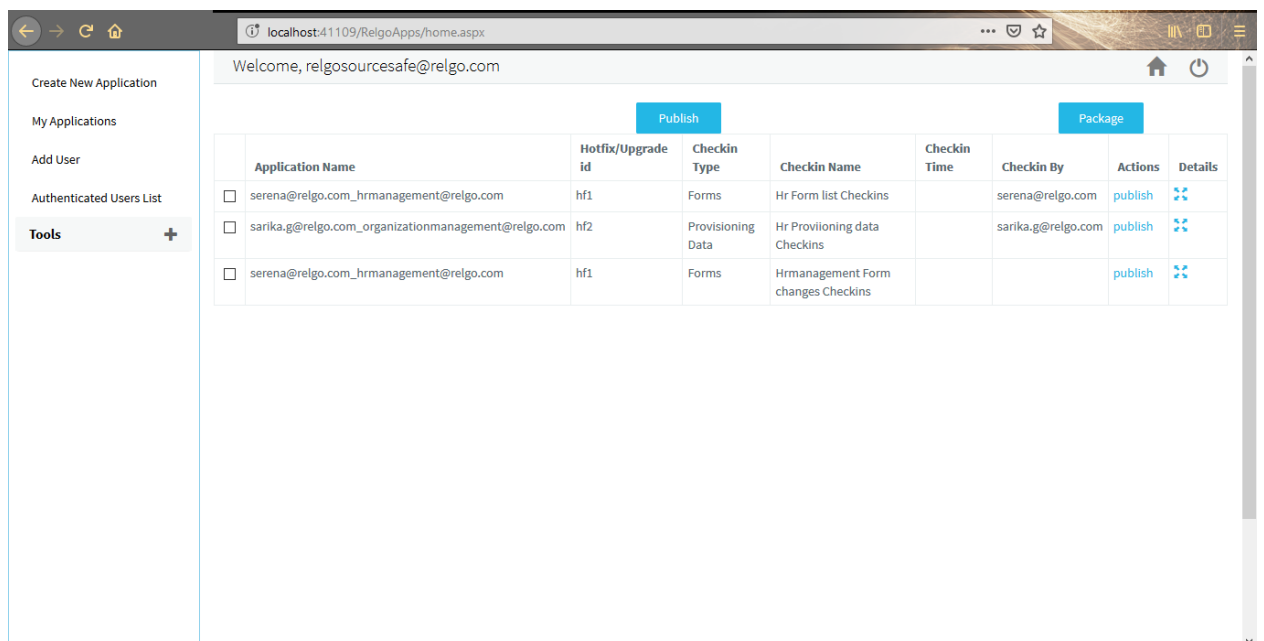 localhost:41109/RelgoApps/home.aspx
Welcome, relgosourcesafe@relgo.com
Create New Application
My Applications
Add User
Authenticated Users List
Tools
Publish
Package
Application Name Hotfix/Upgrade id Checkin Type Checkin Name Checkin Time Checkin By Actions Details
serena@relgo.com_hrmanagement@relgo.com hf1 Forms Hr Form list Checkins serena@relgo.com publish
sarika.g@relgo.com_organizationmanagement@relgo.com hf2 Provisioning Data Hr Proviioning data Checkins sarika.g@relgo.com publish
serena@relgo.com_hrmanagement@relgo.com hf1 Forms Hrmanagement Form changes Checkins publish